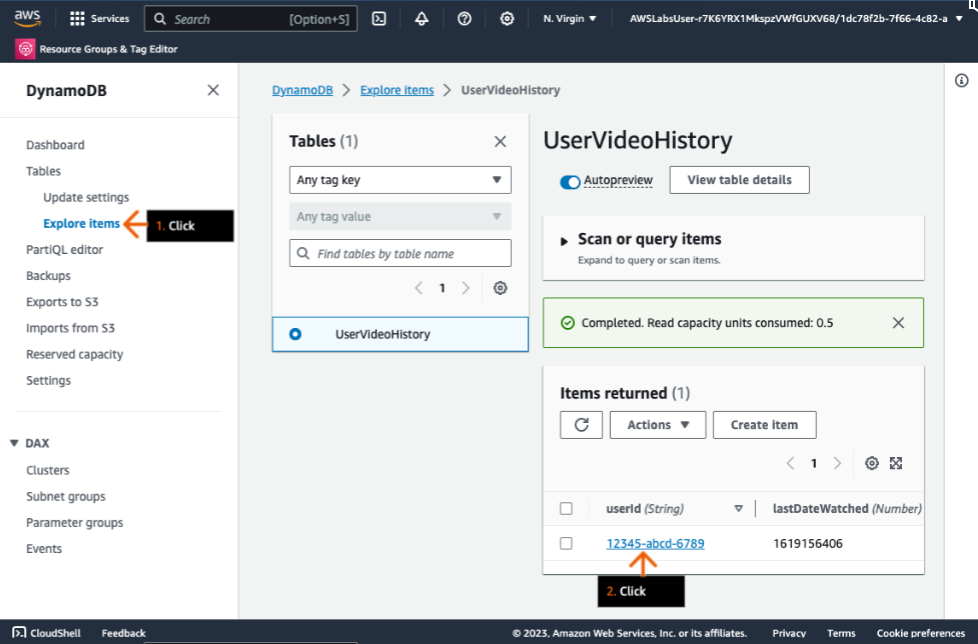 aws
Services
Search [Option+S]
N. Virgin
AWSLabsUser-r7K6YRX1MkspzVWfGUXV68/1dc78f2b-7f66-4c82-a
Resource Groups & Tag Editor
DynamoDB
Dashboard
Tables
Update settings
Explore items
1. Click
PartiQL editor
Backups
Exports to S3
Imports from S3
Reserved capacity
Settings
DAX
Clusters
Subnet groups
Parameter groups
Events
DynamoDB > Explore items > UserVideoHistory
Tables (1)
Any tag key
Any tag value
Find tables by table name
1
UserVideoHistory
UserVideoHistory
Autopreview
View table details
Scan or query items
Expand to query or scan items.
Completed. Read capacity units consumed: 0.5
Items returned (1)
Actions
Create item
1
userId (String) lastDateWatched (Number)
12345-abcd-6789 1619156406
2. Click
CloudShell Feedback © 2023, Amazon Web Services, Inc. or its affiliates. Privacy Terms Cookie preferences